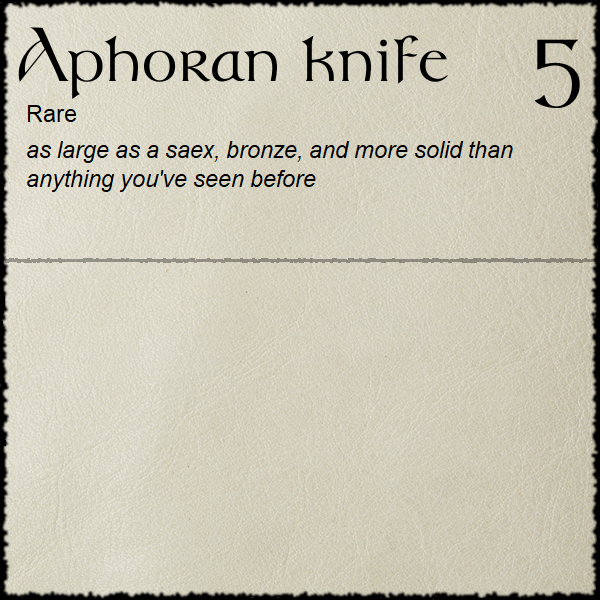 Aphoran knife 5
Rare
as large as a saex, bronze, and more solid than
anything you've seen before